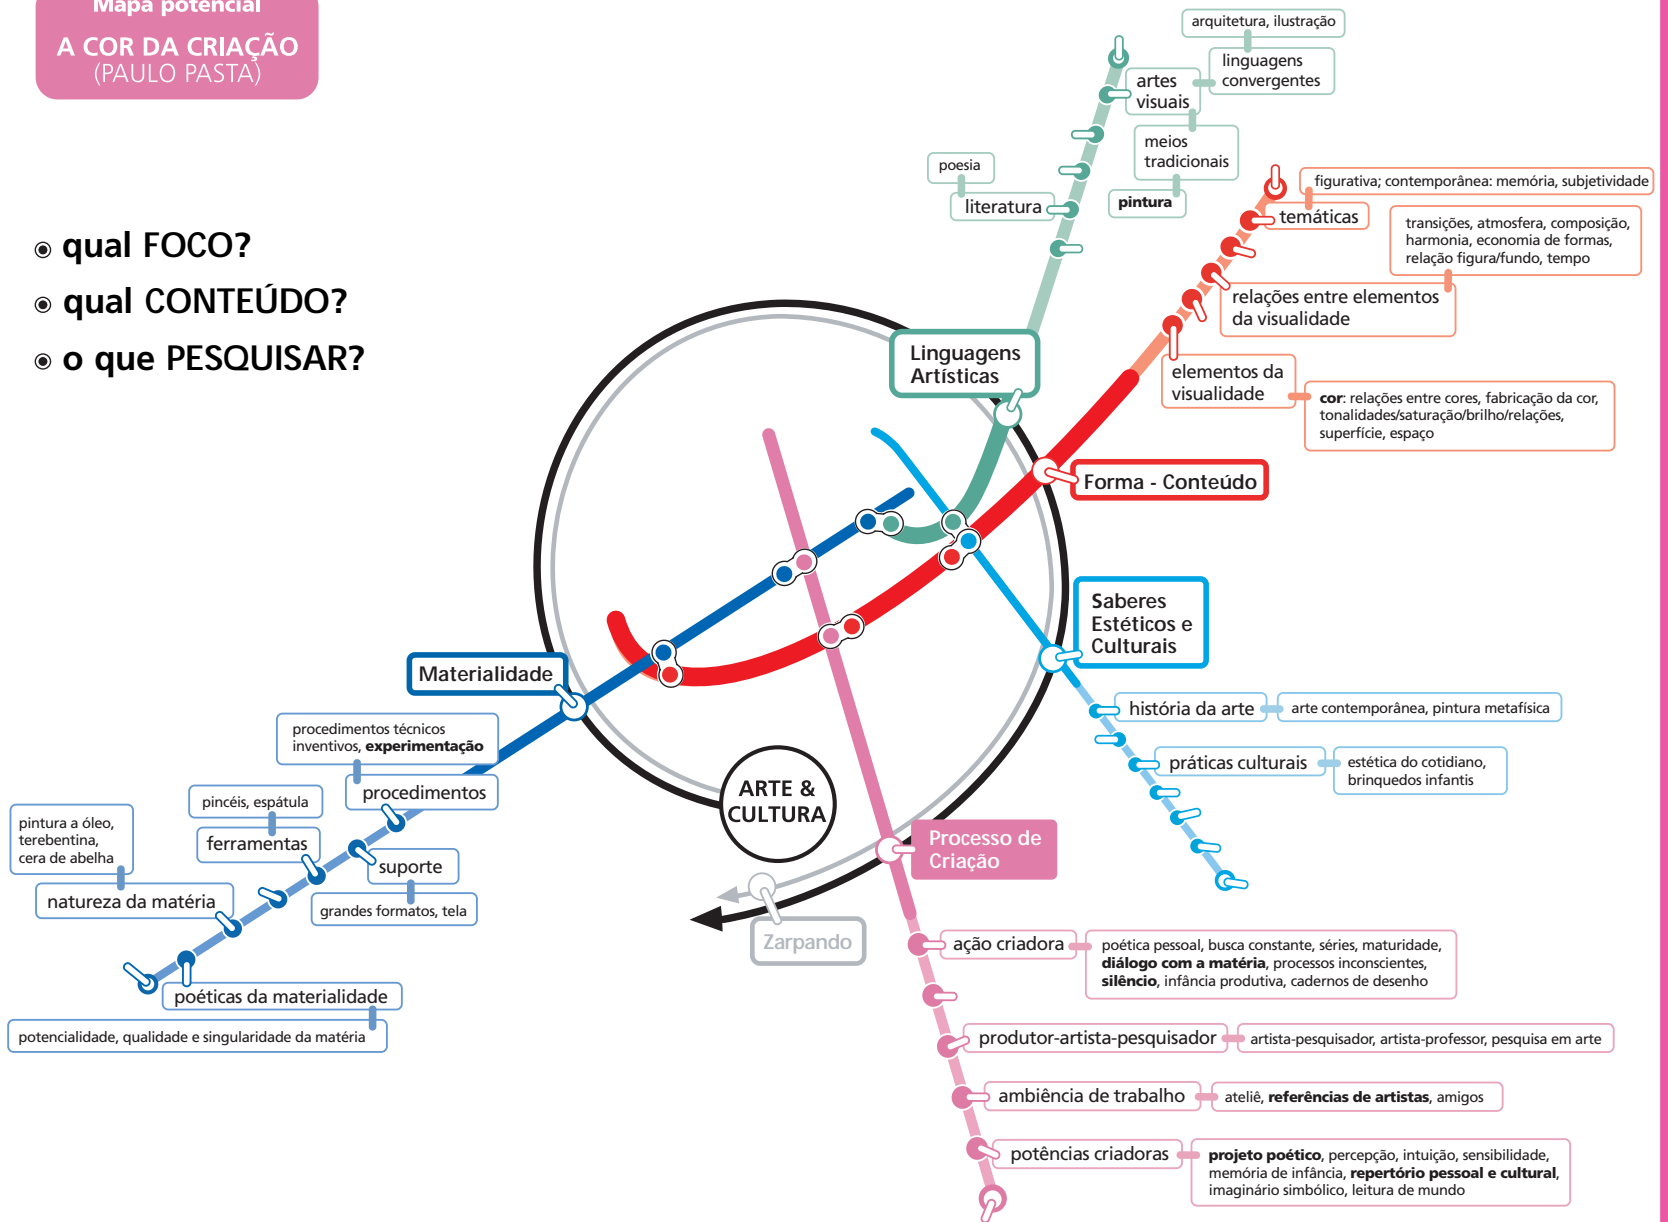 Mapa potencial
A COR DA CRIAÇÃO
(PAULO PASTA)
qual FOCO?
qual CONTEÚDO?
o que PESQUISAR?
arquitetura, ilustração
linguagens
convergentes
artes
visuais
meios
tradicionais
pintura
poesia
literatura
Linguagens
Artísticas
figurativa; contemporânea: memória, subjetividade
temáticas
transições, atmosfera, composição,
harmonia, economia de formas,
relação figura/fundo, tempo
relações entre elementos
da visualidade
elementos da
visualidade
cor: relações entre cores, fabricação da cor,
tonalidades/saturação/brilho/relações,
superfície, espaço
Forma - Conteúdo
Saberes
Estéticos e
Culturais
história da arte
arte contemporânea, pintura metafísica
práticas culturais
estética do cotidiano,
brinquedos infantis
Materialidade
procedimentos técnicos
inventivos, experimentação
procedimentos
pincéis, espátula
ferramentas
suporte
grandes formatos, tela
pintura a óleo,
terebentina,
cera de abelha
natureza da matéria
poéticas da materialidade
potencialidade, qualidade e singularidade da matéria
ARTE &
CULTURA
Zarpando
Processo de
Criação
ação criadora
poética pessoal, busca constante, séries, maturidade,
diálogo com a matéria, processos inconscientes,
silêncio, infância produtiva, cadernos de desenho
produtor-artista-pesquisador
artista-pesquisador, artista-professor, pesquisa em arte
ambiência de trabalho
ateliê, referências de artistas, amigos
potências criadoras
projeto poético, percepção, intuição, sensibilidade,
memória de infância, repertório pessoal e cultural,
imaginário simbólico, leitura de mundo